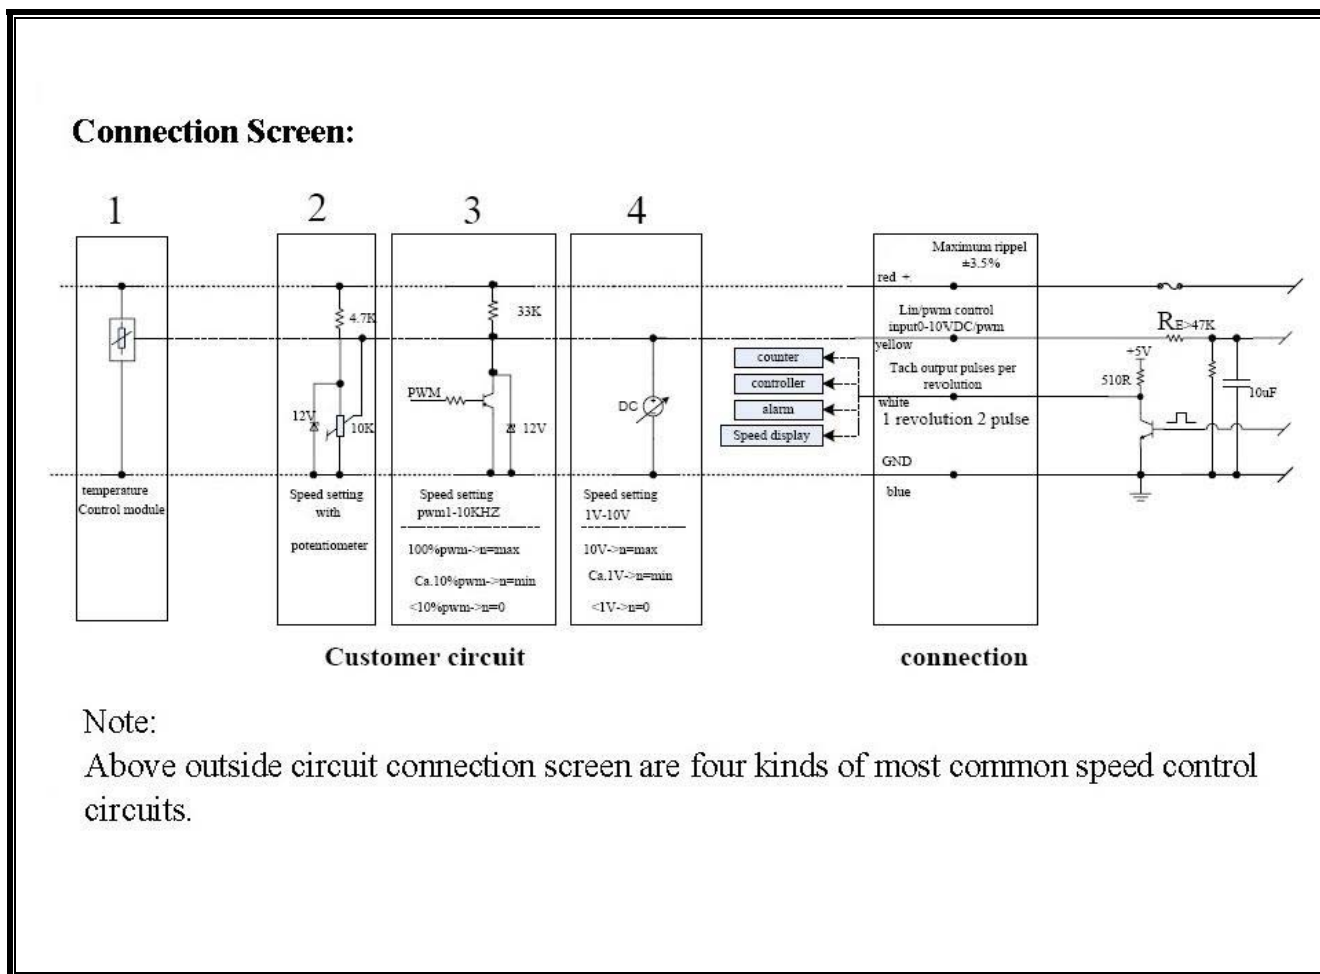 Connection Screen:
1
2
3
4
Maximum rippel
±3.5%
red +
Lin/pwm control
input0-10VDC/pwm
yellow
Tach output pulses per
revolution
white
1 revolution 2 pulse
GND
blue
4.7K
33K
PWM
12V
10K
12V
DC
counter
controller
alarm
Speed display
RE>47K
+5V
510R
10uF
temperature
Control module
Speed setting
with
potentiometer
Speed setting
pwm1-10KHZ
100%pwm->n=max
Ca.10%pwm->n=min
<10%pwm->n=0
Speed setting
1V-10V
10V->n=max
Ca.1V->n=min
<1V->n=0
Customer circuit
connection
Note:
Above outside circuit connection screen are four kinds of most common speed control
circuits.